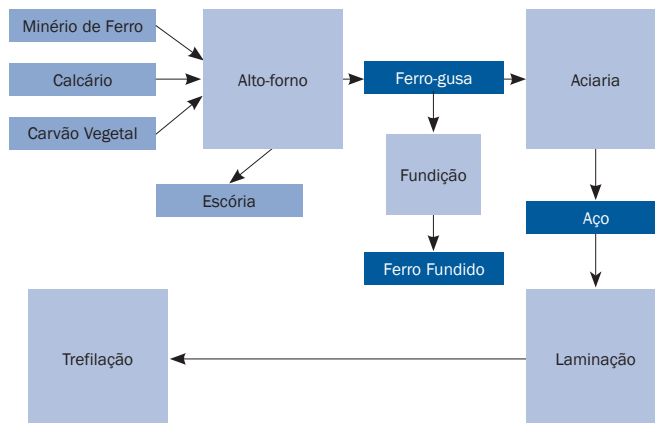 Minério de Ferro
Calcário
Carvão Vegetal
Alto-forno
Escória
Ferro-gusa
Fundição
Ferro Fundido
Aciaria
Aço
Laminação
Trefilação